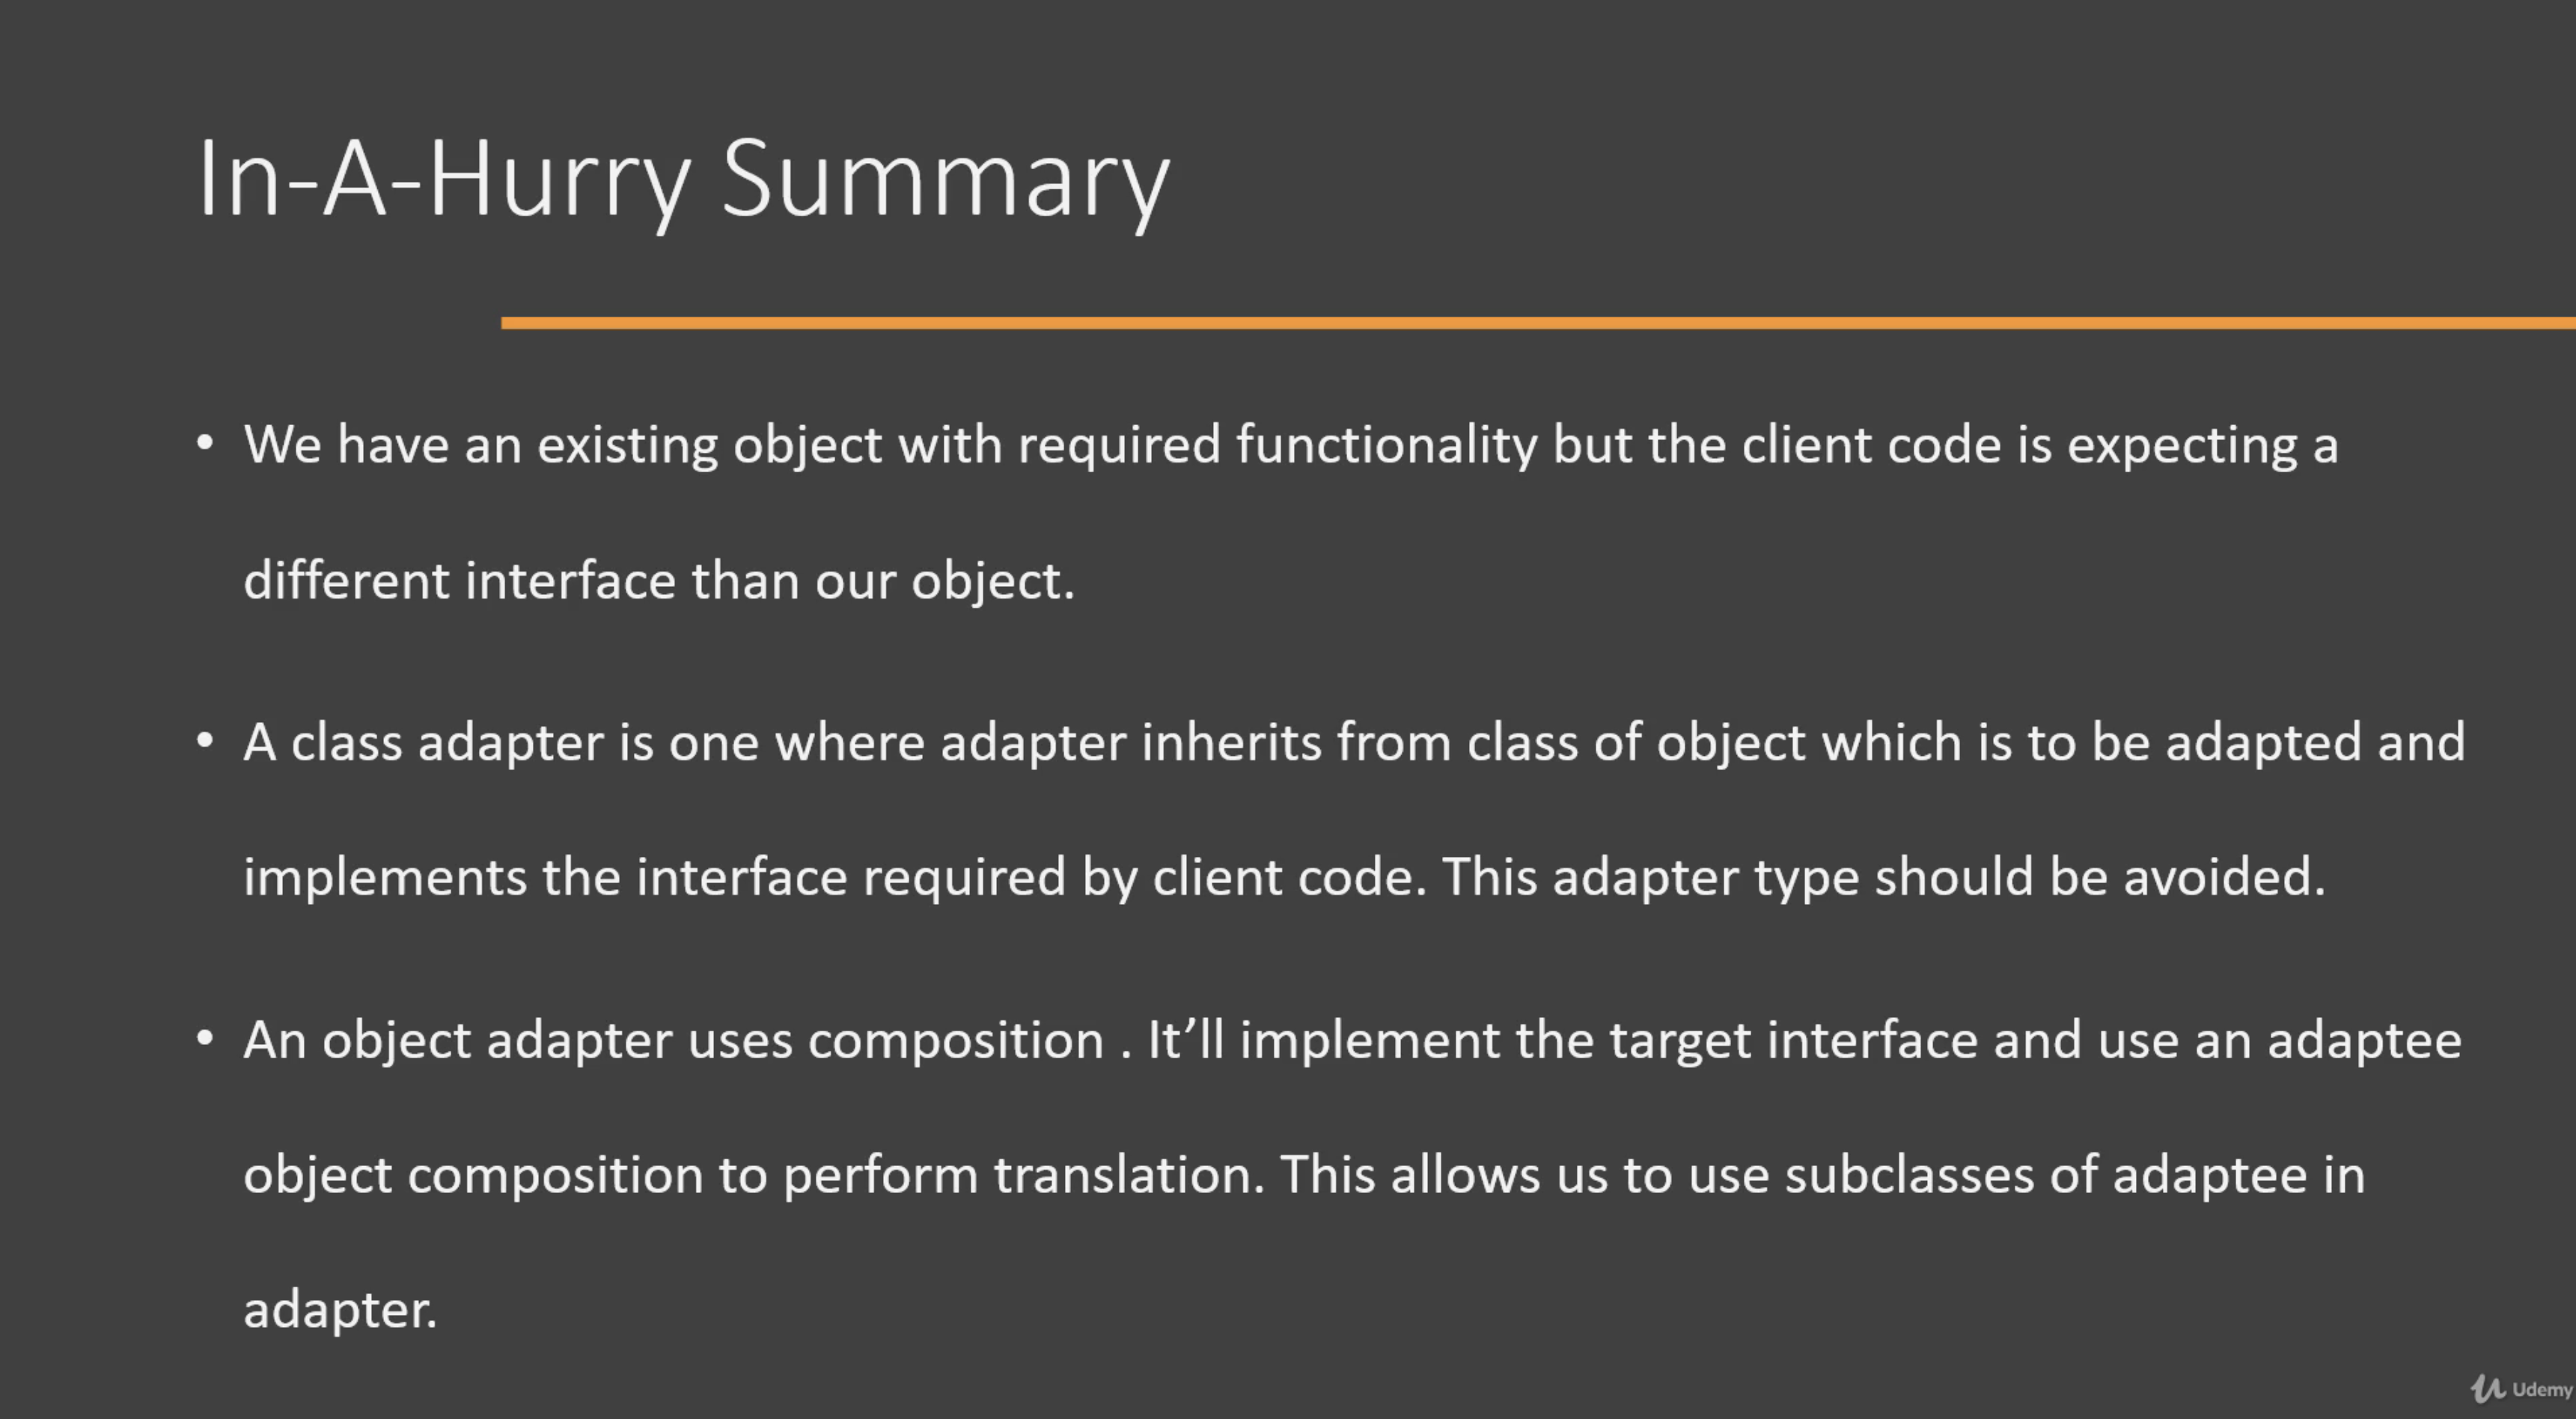 In-A-Hurry Summary
• We have an existing object with required functionality but the client code is expecting a
different interface than our object.
• A class adapter is one where adapter inherits from class of object which is to be adapted and
implements the interface required by client code. This adapter type should be avoided.
• An object adapter uses composition . It’ll implement the target interface and use an adaptee
object composition to perform translation. This allows us to use subclasses of adaptee in
adapter.
Udemy